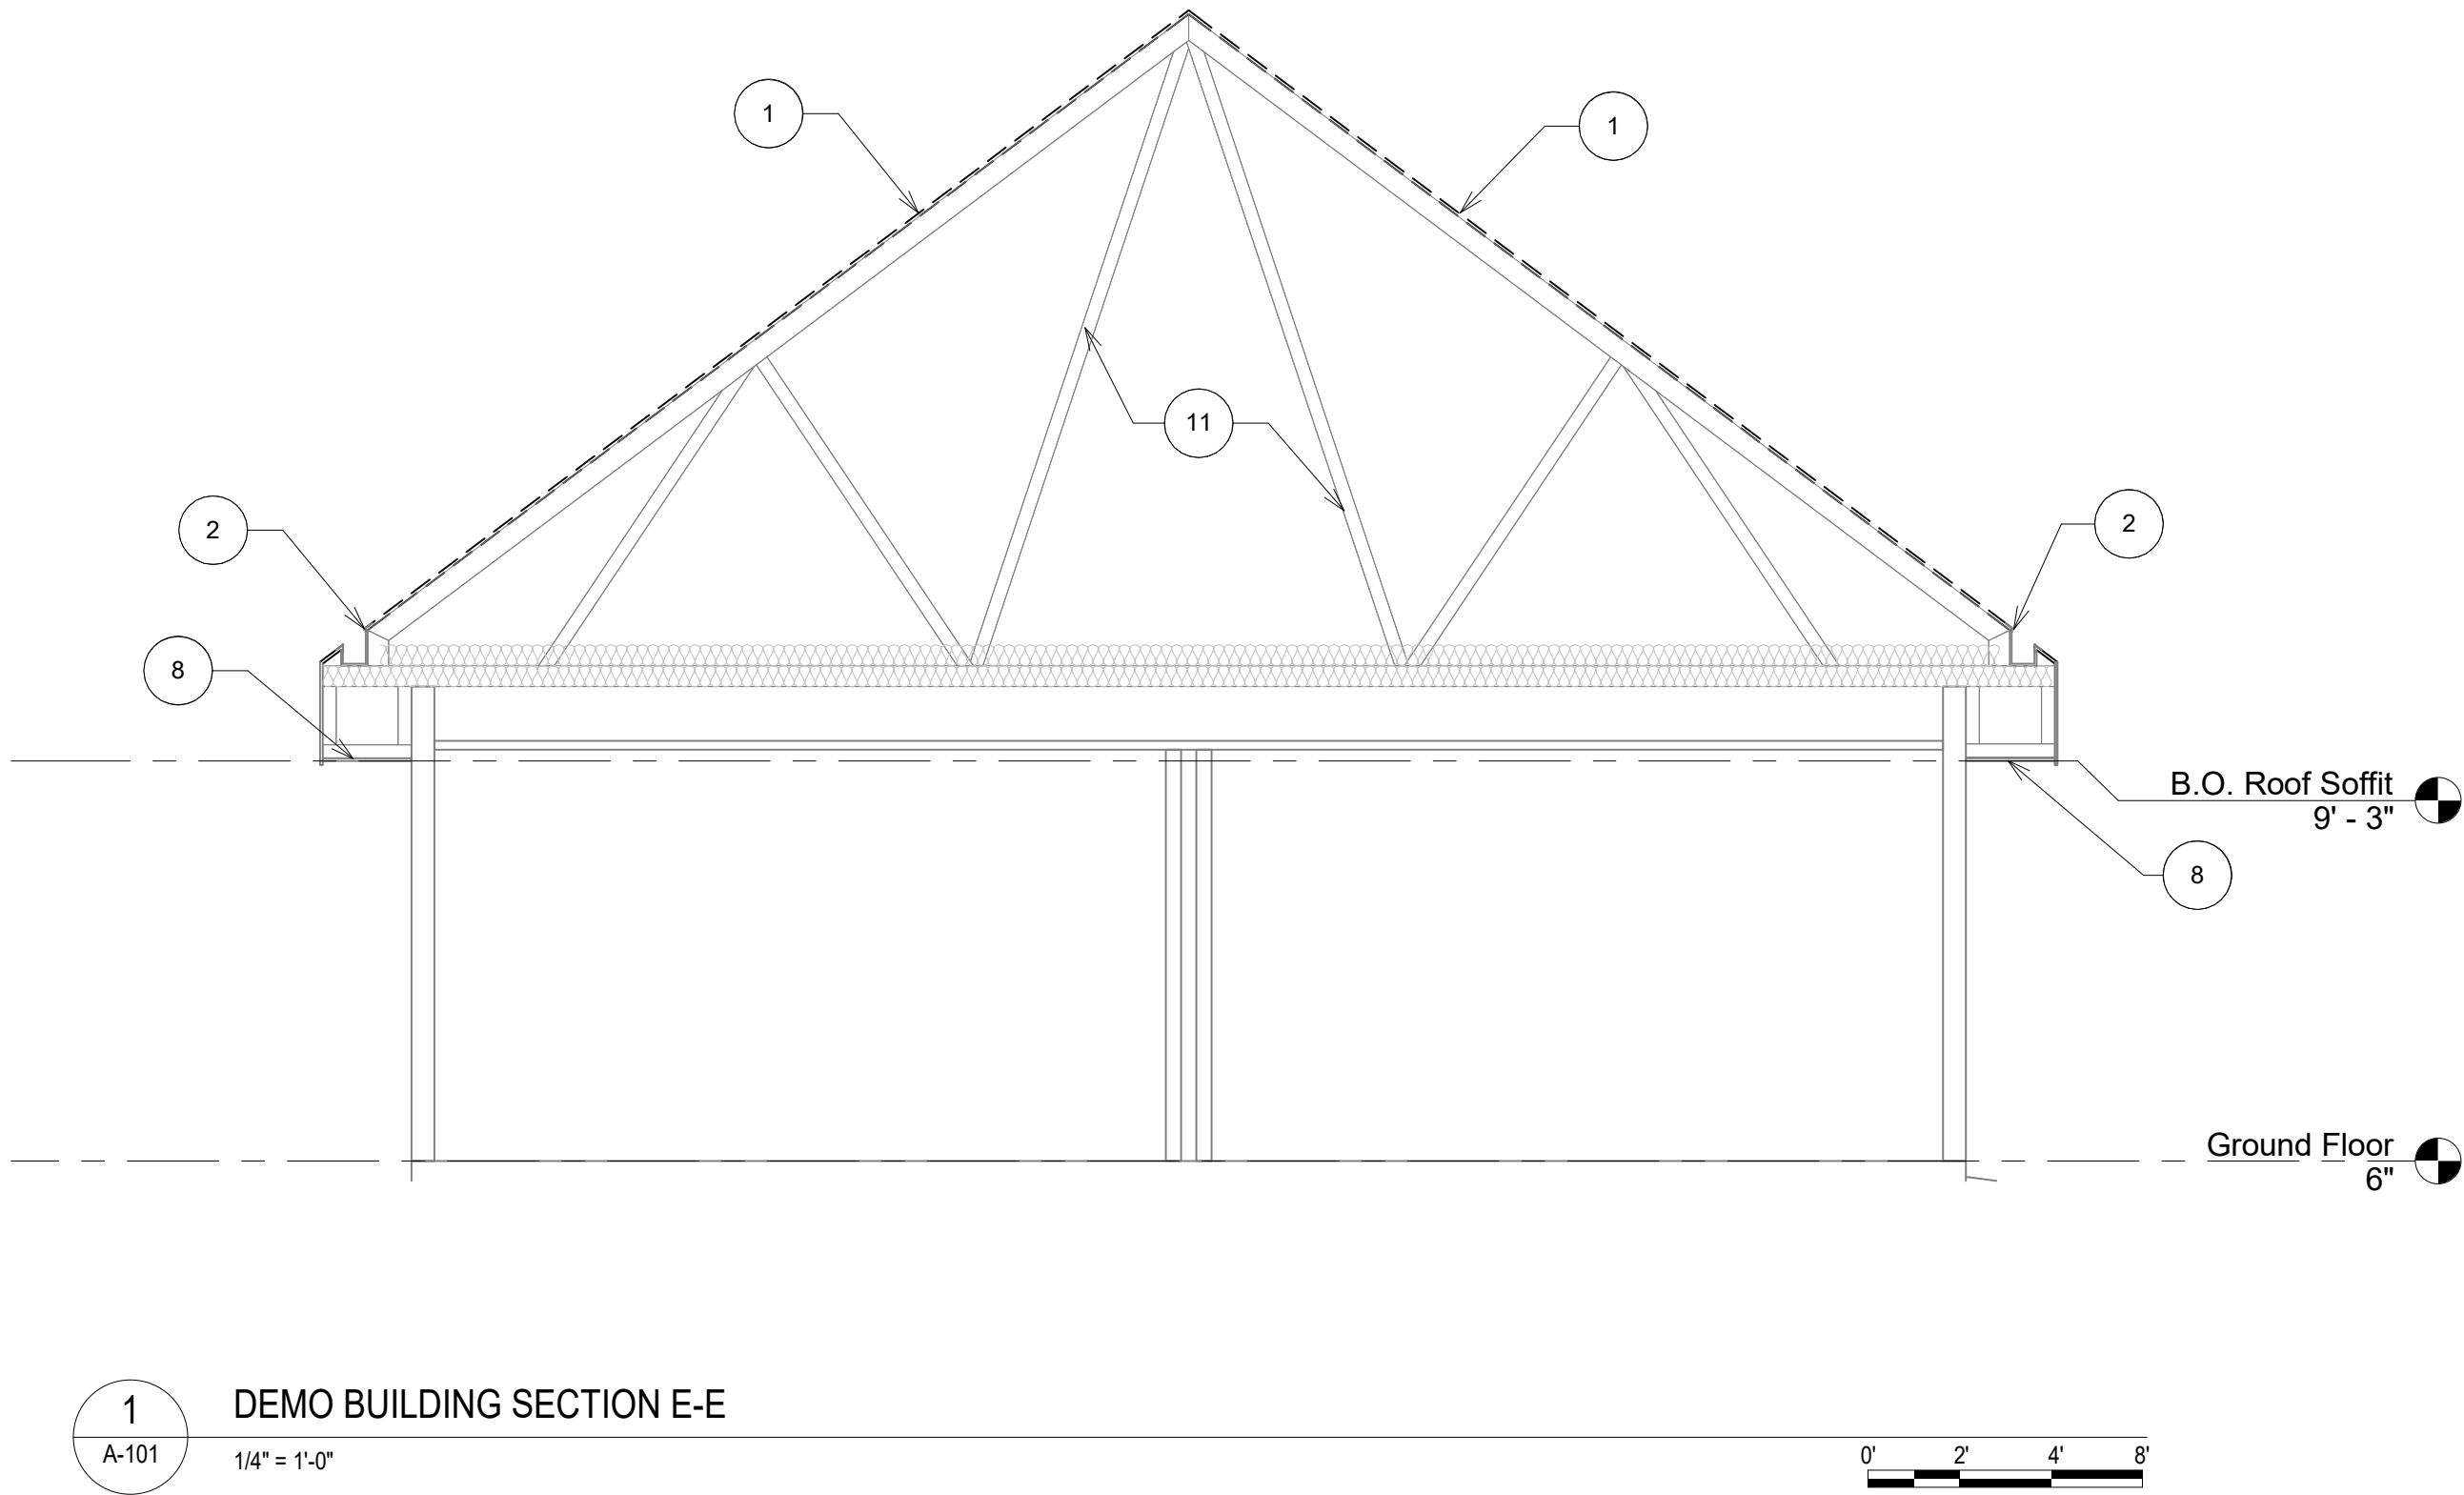 1
1
11
2
2
8
B.O. Roof Soffit
9' - 3"
8
Ground Floor
6"
1
A-101
DEMO BUILDING SECTION E-E
1/4" = 1'-0"
0' 2' 4' 8'